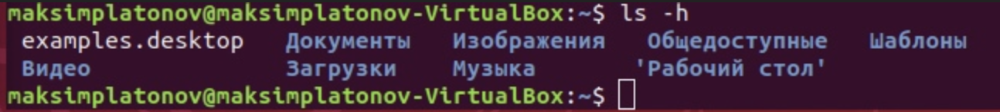 maksimplatonov@maksimplatonov-VirtualBox:~$ ls -h
examples.desktop Документы Изображения Общедоступные Шаблоны
Видео Загрузки Музыка 'Рабочий стол'
maksimplatonov@maksimplatonov-VirtualBox:~$